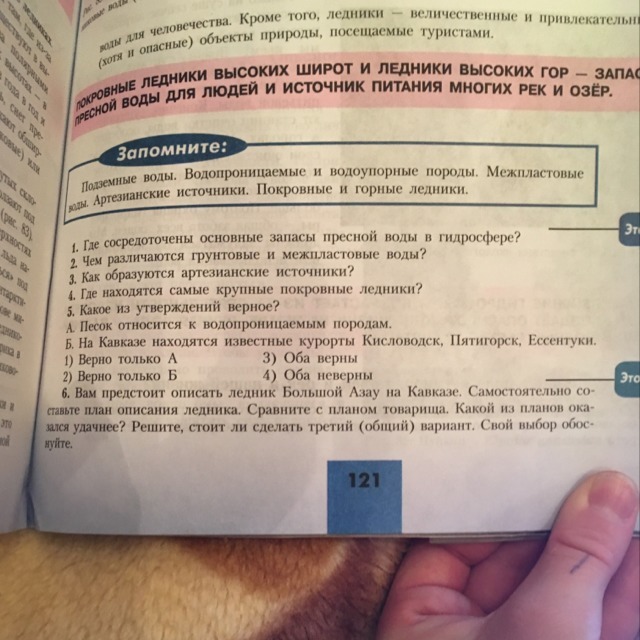 воды для человечества. Кроме того, ледники — величественные и привлекательн
(хотя и опасные) объекты природы, посещаемые туристами.
ПОКРОВНЫЕ ЛЕДНИКИ ВЫСОКИХ ШИРОТ И ЛЕДНИКИ ВЫСОКИХ ГОР — ЗАПАС
ПРЕСНОЙ ВОДЫ ДЛЯ ЛЮДЕЙ И ИСТОЧНИК ПИТАНИЯ МНОГИХ РЕК И ОЗЁР.
Запомните:
Подземные воды. Водопроницаемые и водоупорные породы. Межпластовые
воды. Артезианские источники. Покровные и горные ледники.
Это
1. Где сосредоточены основные запасы пресной воды в гидросфере?
2. Чем различаются грунтовые и межпластовые воды?
3. Как образуются артезианские источники?
4. Где находятся самые крупные покровные ледники?
5. Какое из утверждений верное?
А. Песок относится к водопроницаемым породам.
Б. На Кавказе находятся известные курорты Кисловодск, Пятигорск, Ессентуки.
1) Верно только А 3) Оба верны
2) Верно только Б 4) Оба неверны
Это
6. Вам предстоит описать ледник Большой Азау на Кавказе. Самостоятельно со-
ставьте план описания ледника. Сравните с планом товарища. Какой из планов ока-
зался удачнее? Решите, стоит ли сделать третий (общий) вариант. Свой выбор обос-
нуйте.
121